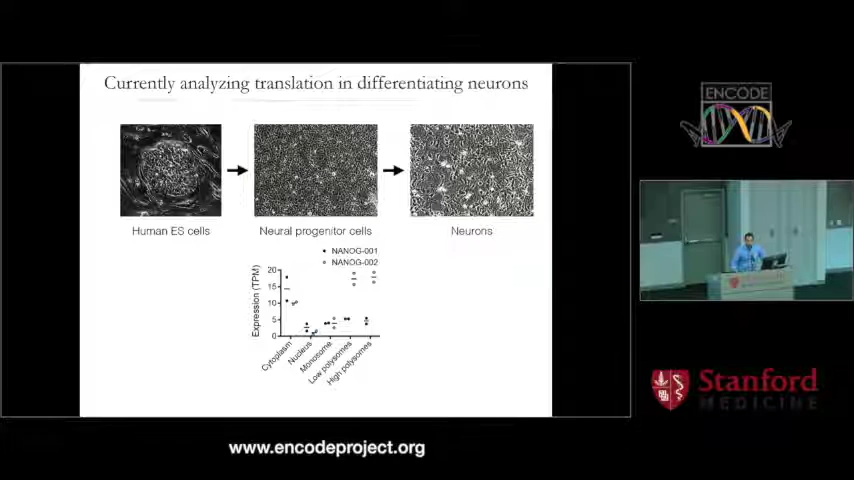 Currently analyzing translation in differentiating neurons
ENCODE
Human ES cells
Neural progenitor cells
Neurons
NANOG-001
NANOG-002
Expression (TPM)
20
15
10
5
0
Cytoplasm
Nucleus
Monosome
Low polysomes
High polysomes
Stanford
MEDICINE
www.encodeproject.org